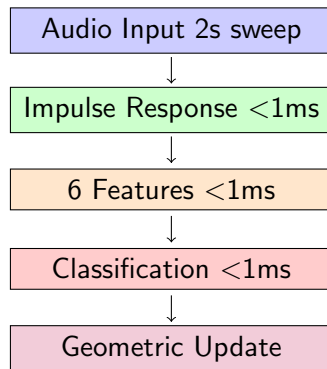 Audio Input 2s sweep
Impulse Response <1ms
6 Features <1ms
Classification <1ms
Geometric Update